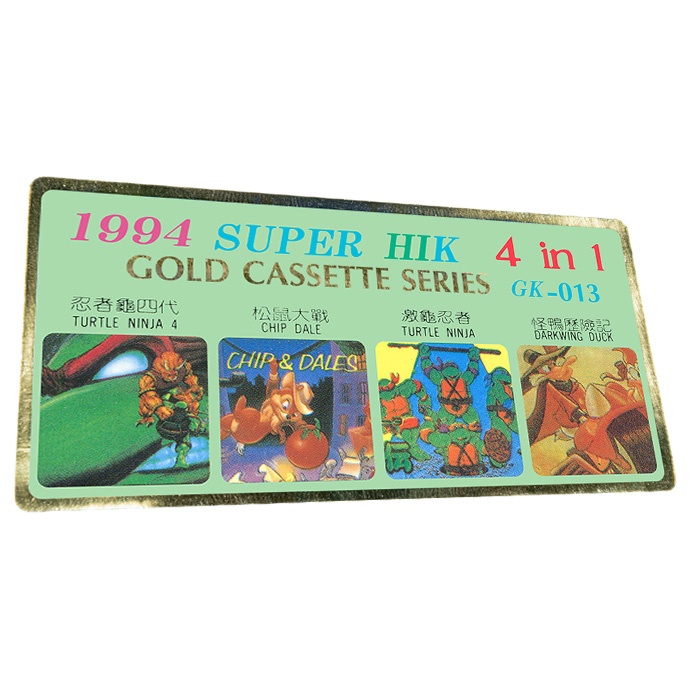 1994 SUPER HIK 4 in 1
GOLD CASSETTE SERIES GK-013
忍者龜四代
TURTLE NINJA 4
松鼠大戰
CHIP DALE
激龜忍者
TURTLE NINJA
怪鴨歷險記
DARKWING DUCK
CHIP & DALES